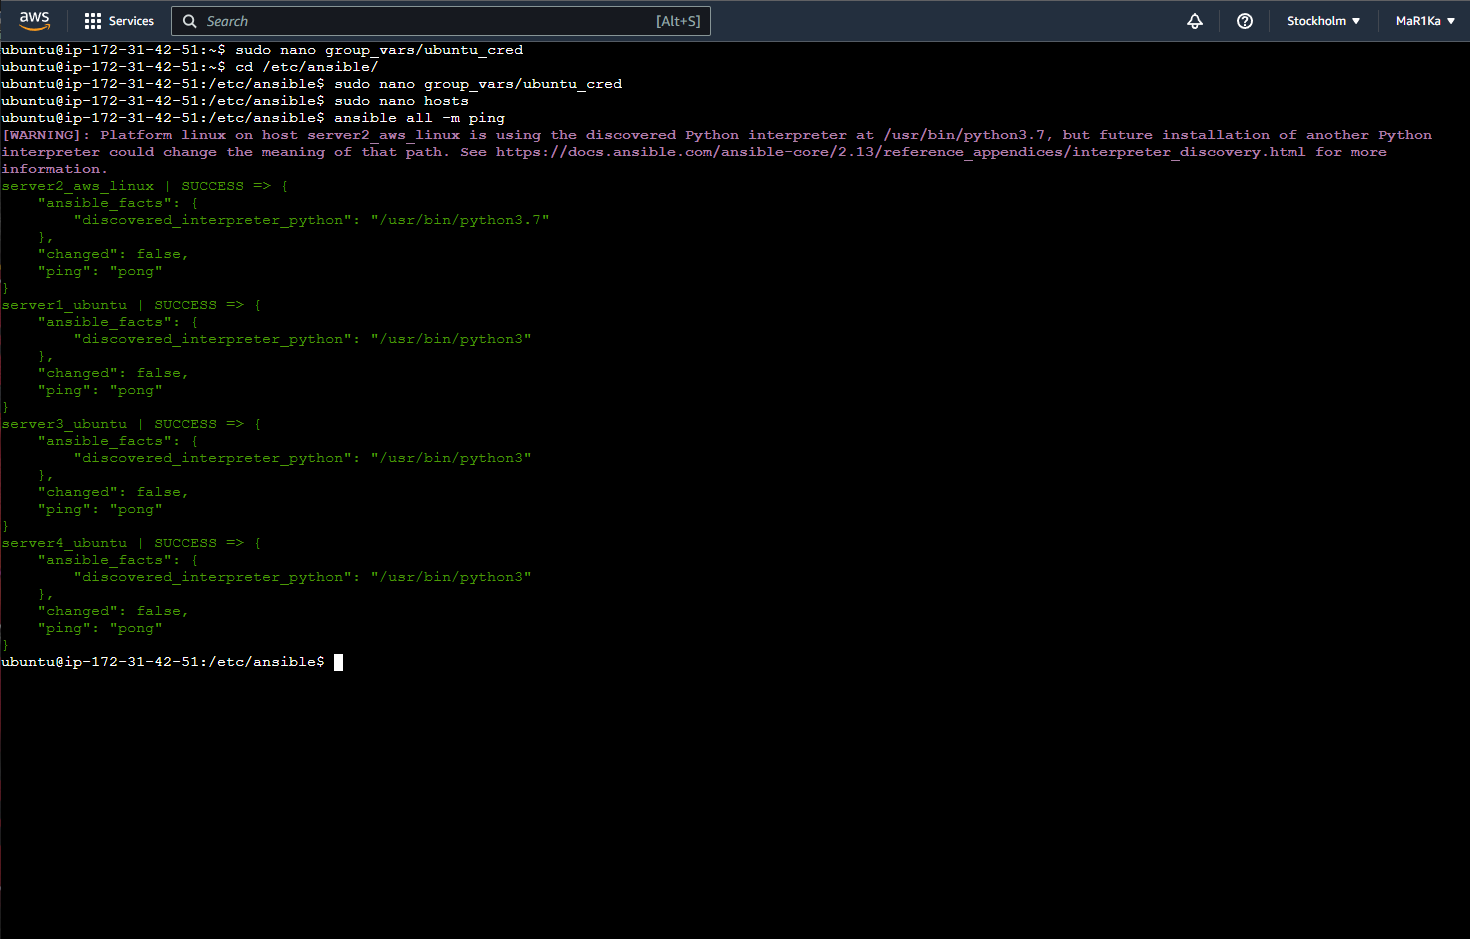 aws Services Search [Alt+S] Stockholm MaR1Ka
ubuntu@ip-172-31-42-51:~$ sudo nano group_vars/ubuntu_cred
ubuntu@ip-172-31-42-51:~$ cd /etc/ansible/
ubuntu@ip-172-31-42-51:/etc/ansible$ sudo nano group_vars/ubuntu_cred
ubuntu@ip-172-31-42-51:/etc/ansible$ sudo nano hosts
ubuntu@ip-172-31-42-51:/etc/ansible$ ansible all -m ping
[WARNING]: Platform linux on host server2_aws_linux is using the discovered Python interpreter at /usr/bin/python3.7, but future installation of another Python
interpreter could change the meaning of that path. See https://docs.ansible.com/ansible-core/2.13/reference_appendices/interpreter_discovery.html for more
information.
server2_aws_linux | SUCCESS => {
    "ansible_facts": {
        "discovered_interpreter_python": "/usr/bin/python3.7"
    },
    "changed": false,
    "ping": "pong"
}
server1_ubuntu | SUCCESS => {
    "ansible_facts": {
        "discovered_interpreter_python": "/usr/bin/python3"
    },
    "changed": false,
    "ping": "pong"
}
server3_ubuntu | SUCCESS => {
    "ansible_facts": {
        "discovered_interpreter_python": "/usr/bin/python3"
    },
    "changed": false,
    "ping": "pong"
}
server4_ubuntu | SUCCESS => {
    "ansible_facts": {
        "discovered_interpreter_python": "/usr/bin/python3"
    },
    "changed": false,
    "ping": "pong"
}
ubuntu@ip-172-31-42-51:/etc/ansible$